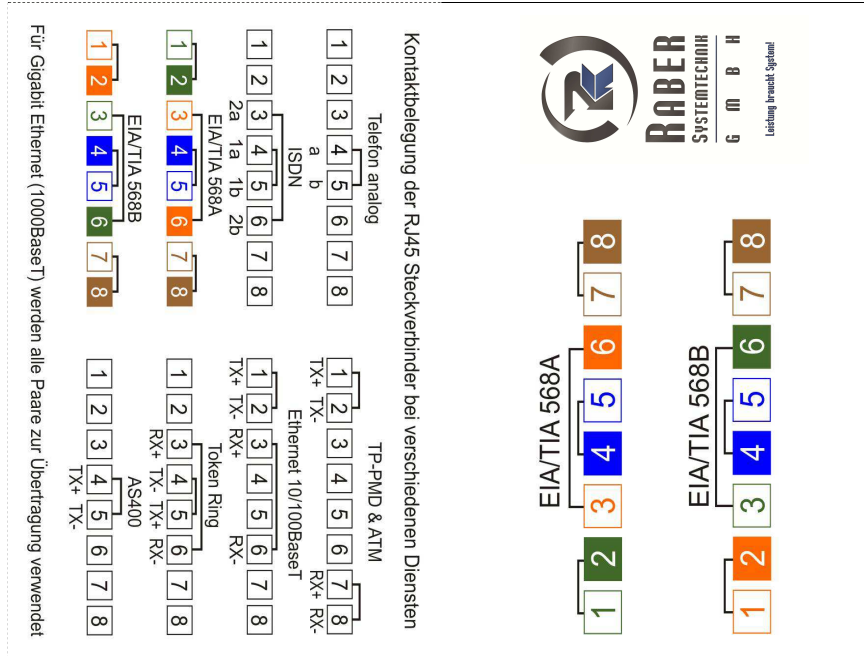 RABER
SYSTEMTECHNIK
G M B H
Leistung braucht System!
EIA/TIA 568A
1 2 3 4 5 6 7 8
EIA/TIA 568B
1 2 3 4 5 6 7 8
Kontaktbelegung der RJ45 Steckverbinder bei verschiedenen Diensten
Telefon analog
1 2 3 4 5 6 7 8
a b
ISDN
1 2 3 4 5 6 7 8
2a 1a 1b 2b
EIA/TIA 568A
1 2 3 4 5 6 7 8
EIA/TIA 568B
1 2 3 4 5 6 7 8
TP-PMD & ATM
1 2 3 4 5 6 7 8
TX+ TX- RX+ RX-
Ethernet 10/100BaseT
1 2 3 4 5 6 7 8
TX+ TX- RX+ RX-
Token Ring
1 2 3 4 5 6 7 8
RX+ TX- TX+ RX-
AS400
1 2 3 4 5 6 7 8
TX+ TX-
Für Gigabit Ethernet (1000BaseT) werden alle Paare zur Übertragung verwendet